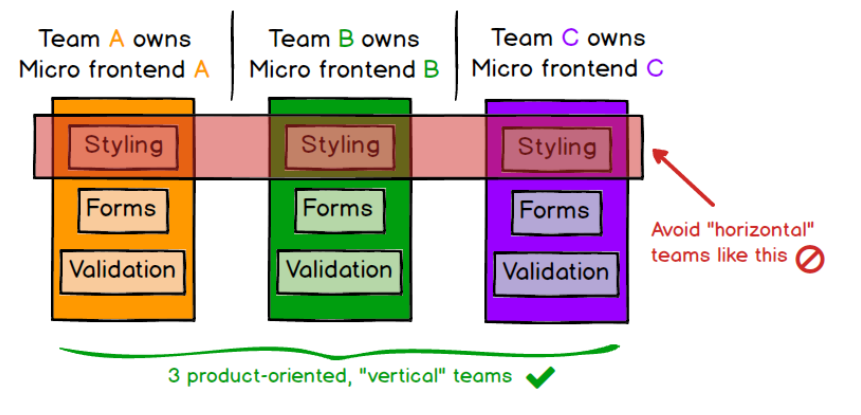 Team A owns
Micro frontend A
Team B owns
Micro frontend B
Team C owns
Micro frontend C
Styling
Styling
Styling
Forms
Forms
Forms
Validation
Validation
Validation
Avoid "horizontal"
teams like this
3 product-oriented, "vertical" teams